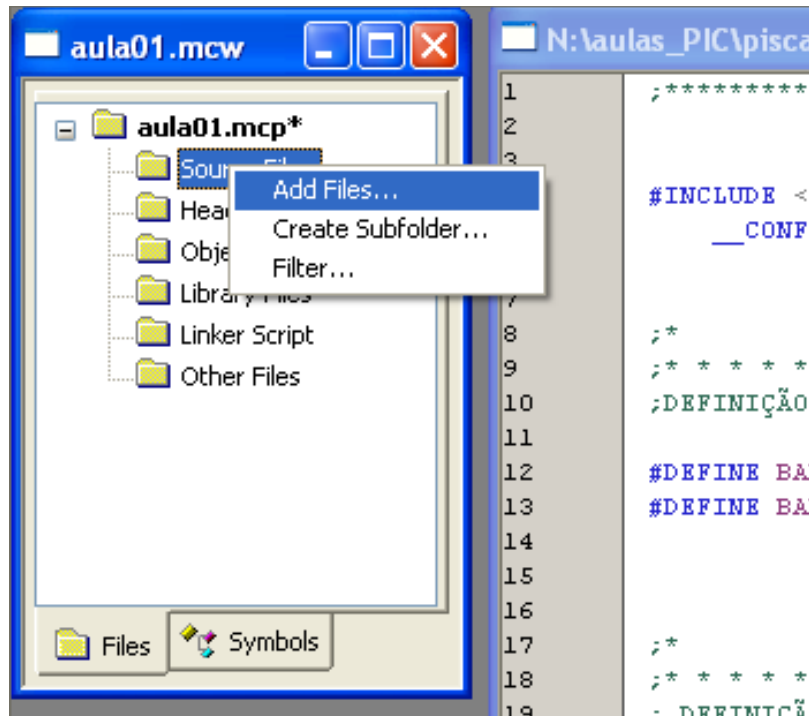 aula01.mcw
aula01.mcp*
Add Files...
Create Subfolder...
Filter...
Linker Script
Other Files
Files
Symbols
N:\aulas_PIC\pisca
1 ;*********
2
3
#INCLUDE <
__CONF
7
8 ;*
9 ;* * * * *
10 ;DEFINIÇÃO
11
12 #DEFINE BA
13 #DEFINE BA
14
15
16
17 ;*
18 ;* * * * *
19 ; DEFINIÇÃ